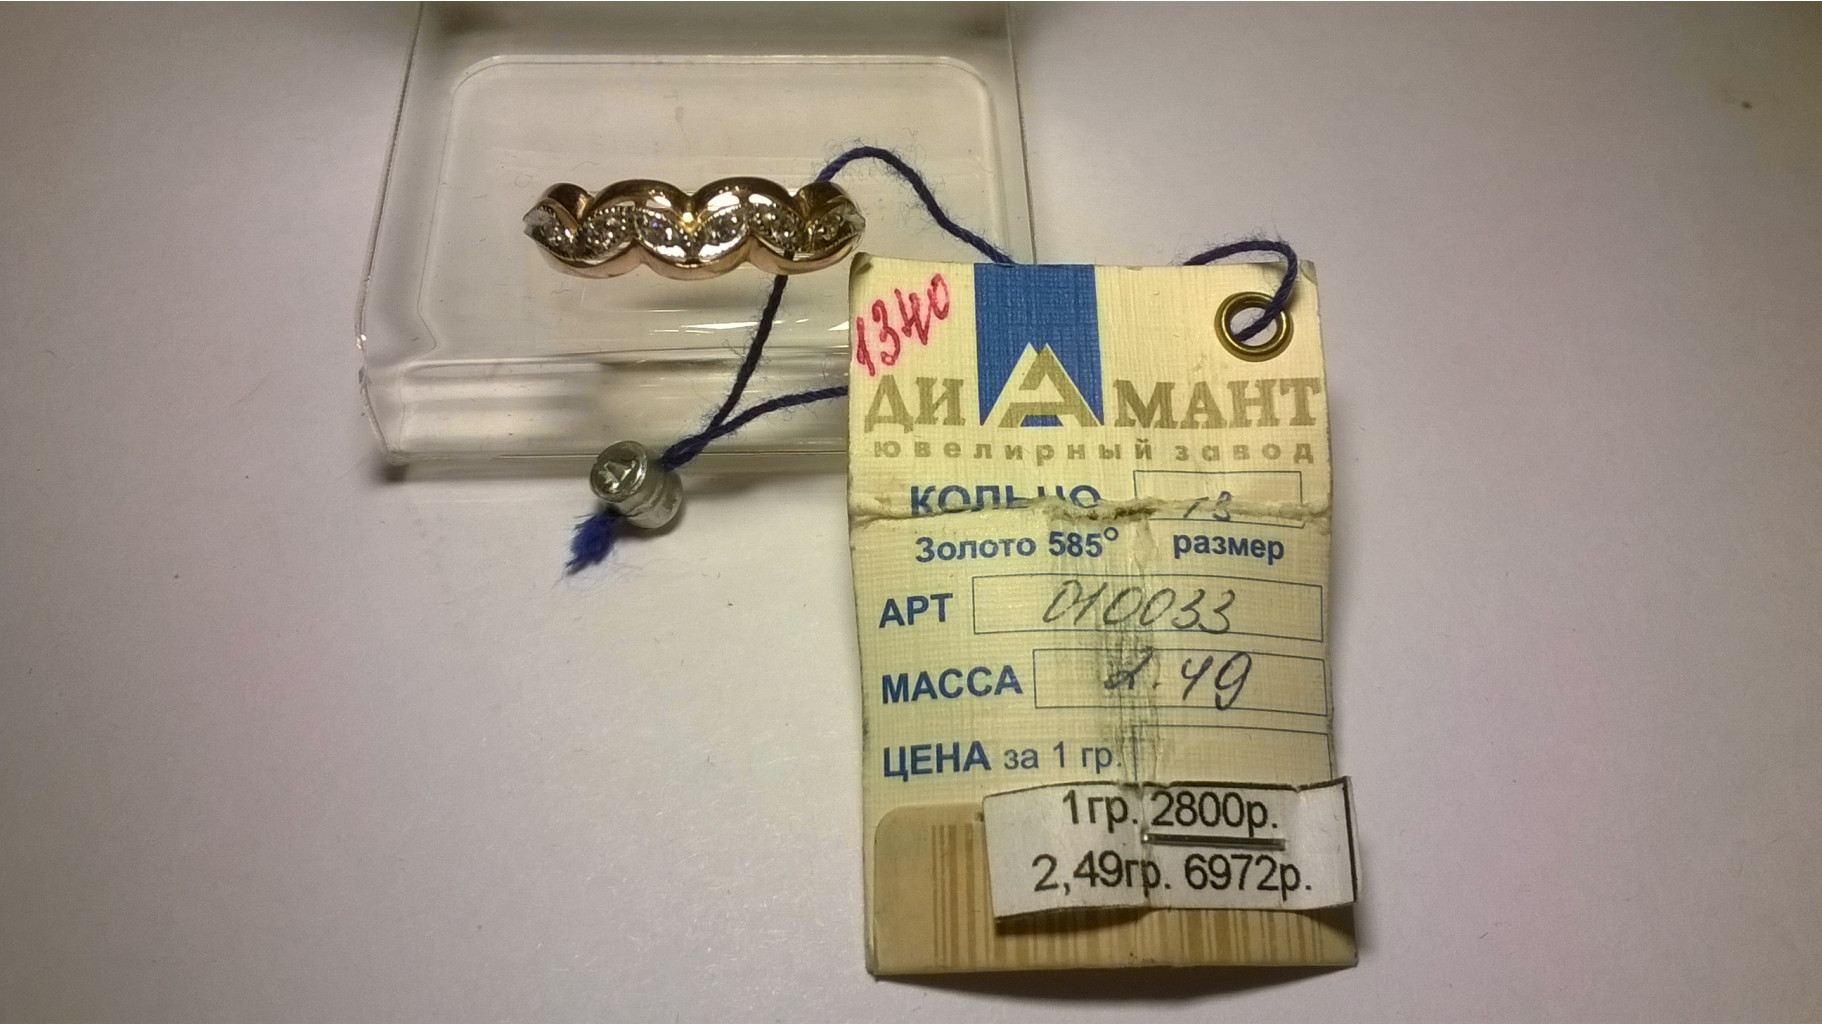 1340
ДИАМАНТ
ювелирный завод
КОЛЬЦО
Золото 585° размер
АРТ 010033
МАССА 2.49
ЦЕНА за 1 гр.
1гр. 2800р.
2,49гр. 6972р.